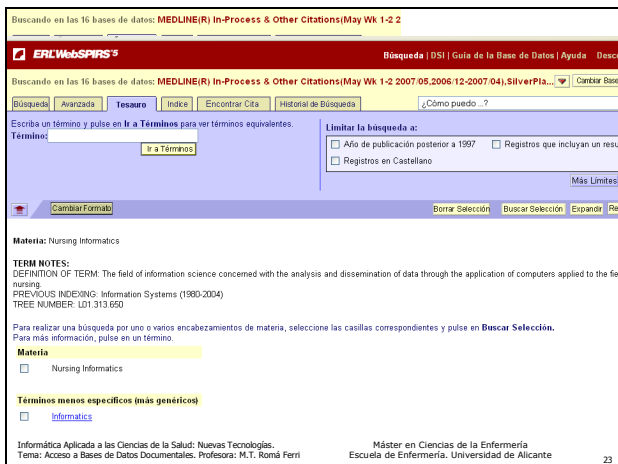 Buscando en las 16 bases de datos: MEDLINE(R) In-Process & Other Citations(May Wk 1-2 2
ERL WebSPIRS 5
Búsqueda | DSI | Guía de la Base de Datos | Ayuda Desc
Buscando en las 16 bases de datos: MEDLINE(R) In-Process & Other Citations(May Wk 1-2 2007/05,2006/12-2007/04),SilverPla... Cambiar Base
Búsqueda Avanzada Tesauro Indice Encontrar Cita Historial de Búsqueda ¿Cómo puedo ...?
Escriba un término y pulse en Ir a Términos para ver términos equivalentes.
Término:
Ir a Términos
Limitar la búsqueda a:
Año de publicación posterior a 1997 Registros que incluyan un resu
Registros en Castellano
Más Límites
Cambiar Formato Borrar Selección Buscar Selección Expandir Re
Materia: Nursing Informatics
TERM NOTES:
DEFINITION OF TERM: The field of information science concerned with the analysis and dissemination of data through the application of computers applied to the fie
nursing.
PREVIOUS INDEXING: Information Systems (1980-2004)
TREE NUMBER: L01.313.650
Para realizar una búsqueda por uno o varios encabezamientos de materia, seleccione las casillas correspondientes y pulse en Buscar Selección.
Para más información, pulse en un término.
Materia
Nursing Informatics
Términos menos específicos (más genéricos)
Informatics
Informática Aplicada a las Ciencias de la Salud: Nuevas Tecnologías.
Tema: Acceso a Bases de Datos Documentales. Profesora: M.T. Romá Ferri
Máster en Ciencias de la Enfermería
Escuela de Enfermería. Universidad de Alicante
23